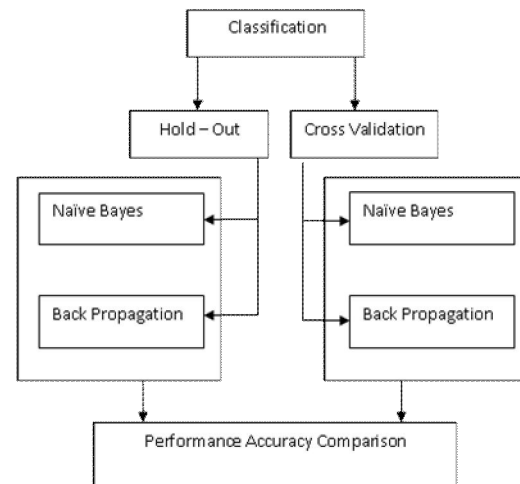 Classification
Hold – Out
Cross Validation
Naïve Bayes
Naïve Bayes
Back Propagation
Back Propagation
Performance Accuracy Comparison